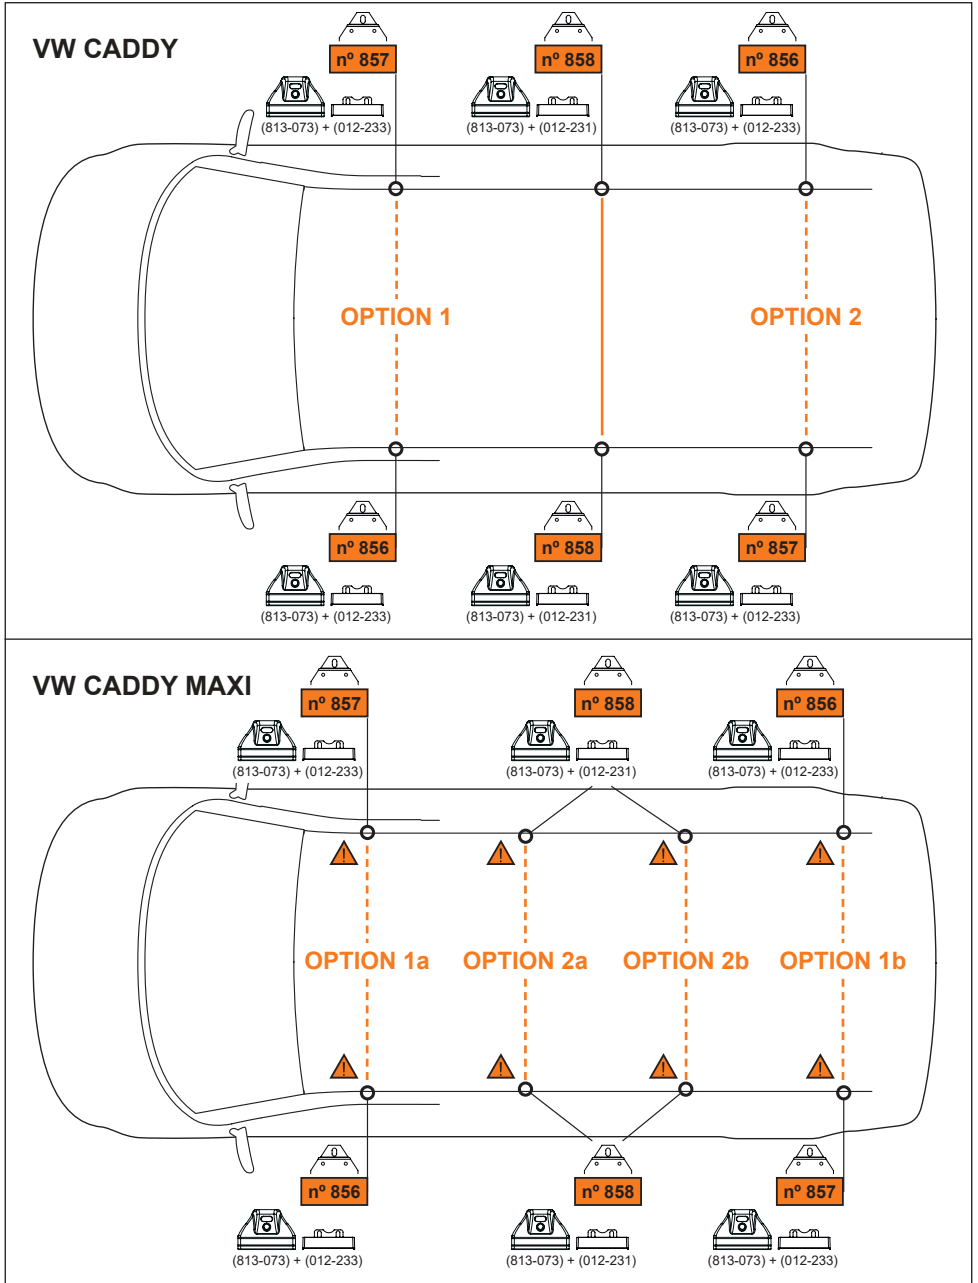 VW CADDY
nº 857 nº 858 nº 856
(813-073) + (012-233) (813-073) + (012-231) (813-073) + (012-233)
OPTION 1 OPTION 2
nº 856 nº 858 nº 857
(813-073) + (012-233) (813-073) + (012-231) (813-073) + (012-233)
VW CADDY MAXI
nº 857 nº 858 nº 856
(813-073) + (012-233) (813-073) + (012-231) (813-073) + (012-233)
! ! ! !
OPTION 1a OPTION 2a OPTION 2b OPTION 1b
! ! ! !
nº 856 nº 858 nº 857
(813-073) + (012-233) (813-073) + (012-231) (813-073) + (012-233)